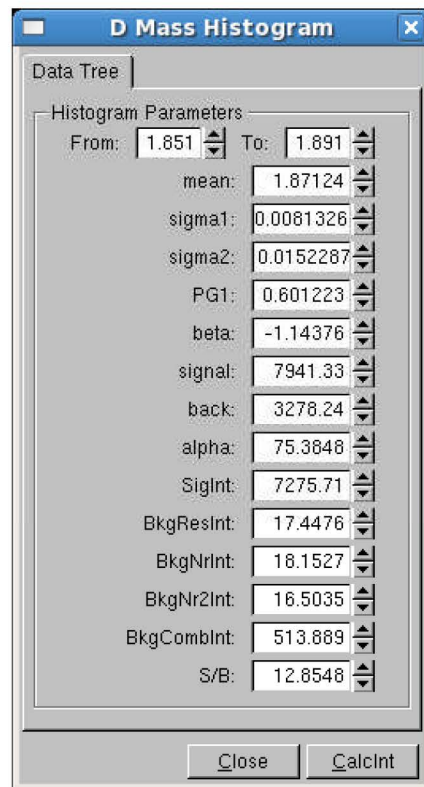 D Mass Histogram
Data Tree
Histogram Parameters
From: 1.851 To: 1.891
mean: 1.87124
sigma1: 0.0081326
sigma2: 0.0152287
PG1: 0.601223
beta: -1.14376
signal: 7941.33
back: 3278.24
alpha: 75.3848
SigInt: 7275.71
BkgResInt: 17.4476
BkgNrInt: 18.1527
BkgNr2Int: 16.5035
BkgCombInt: 513.889
S/B: 12.8548
Close CalcInt